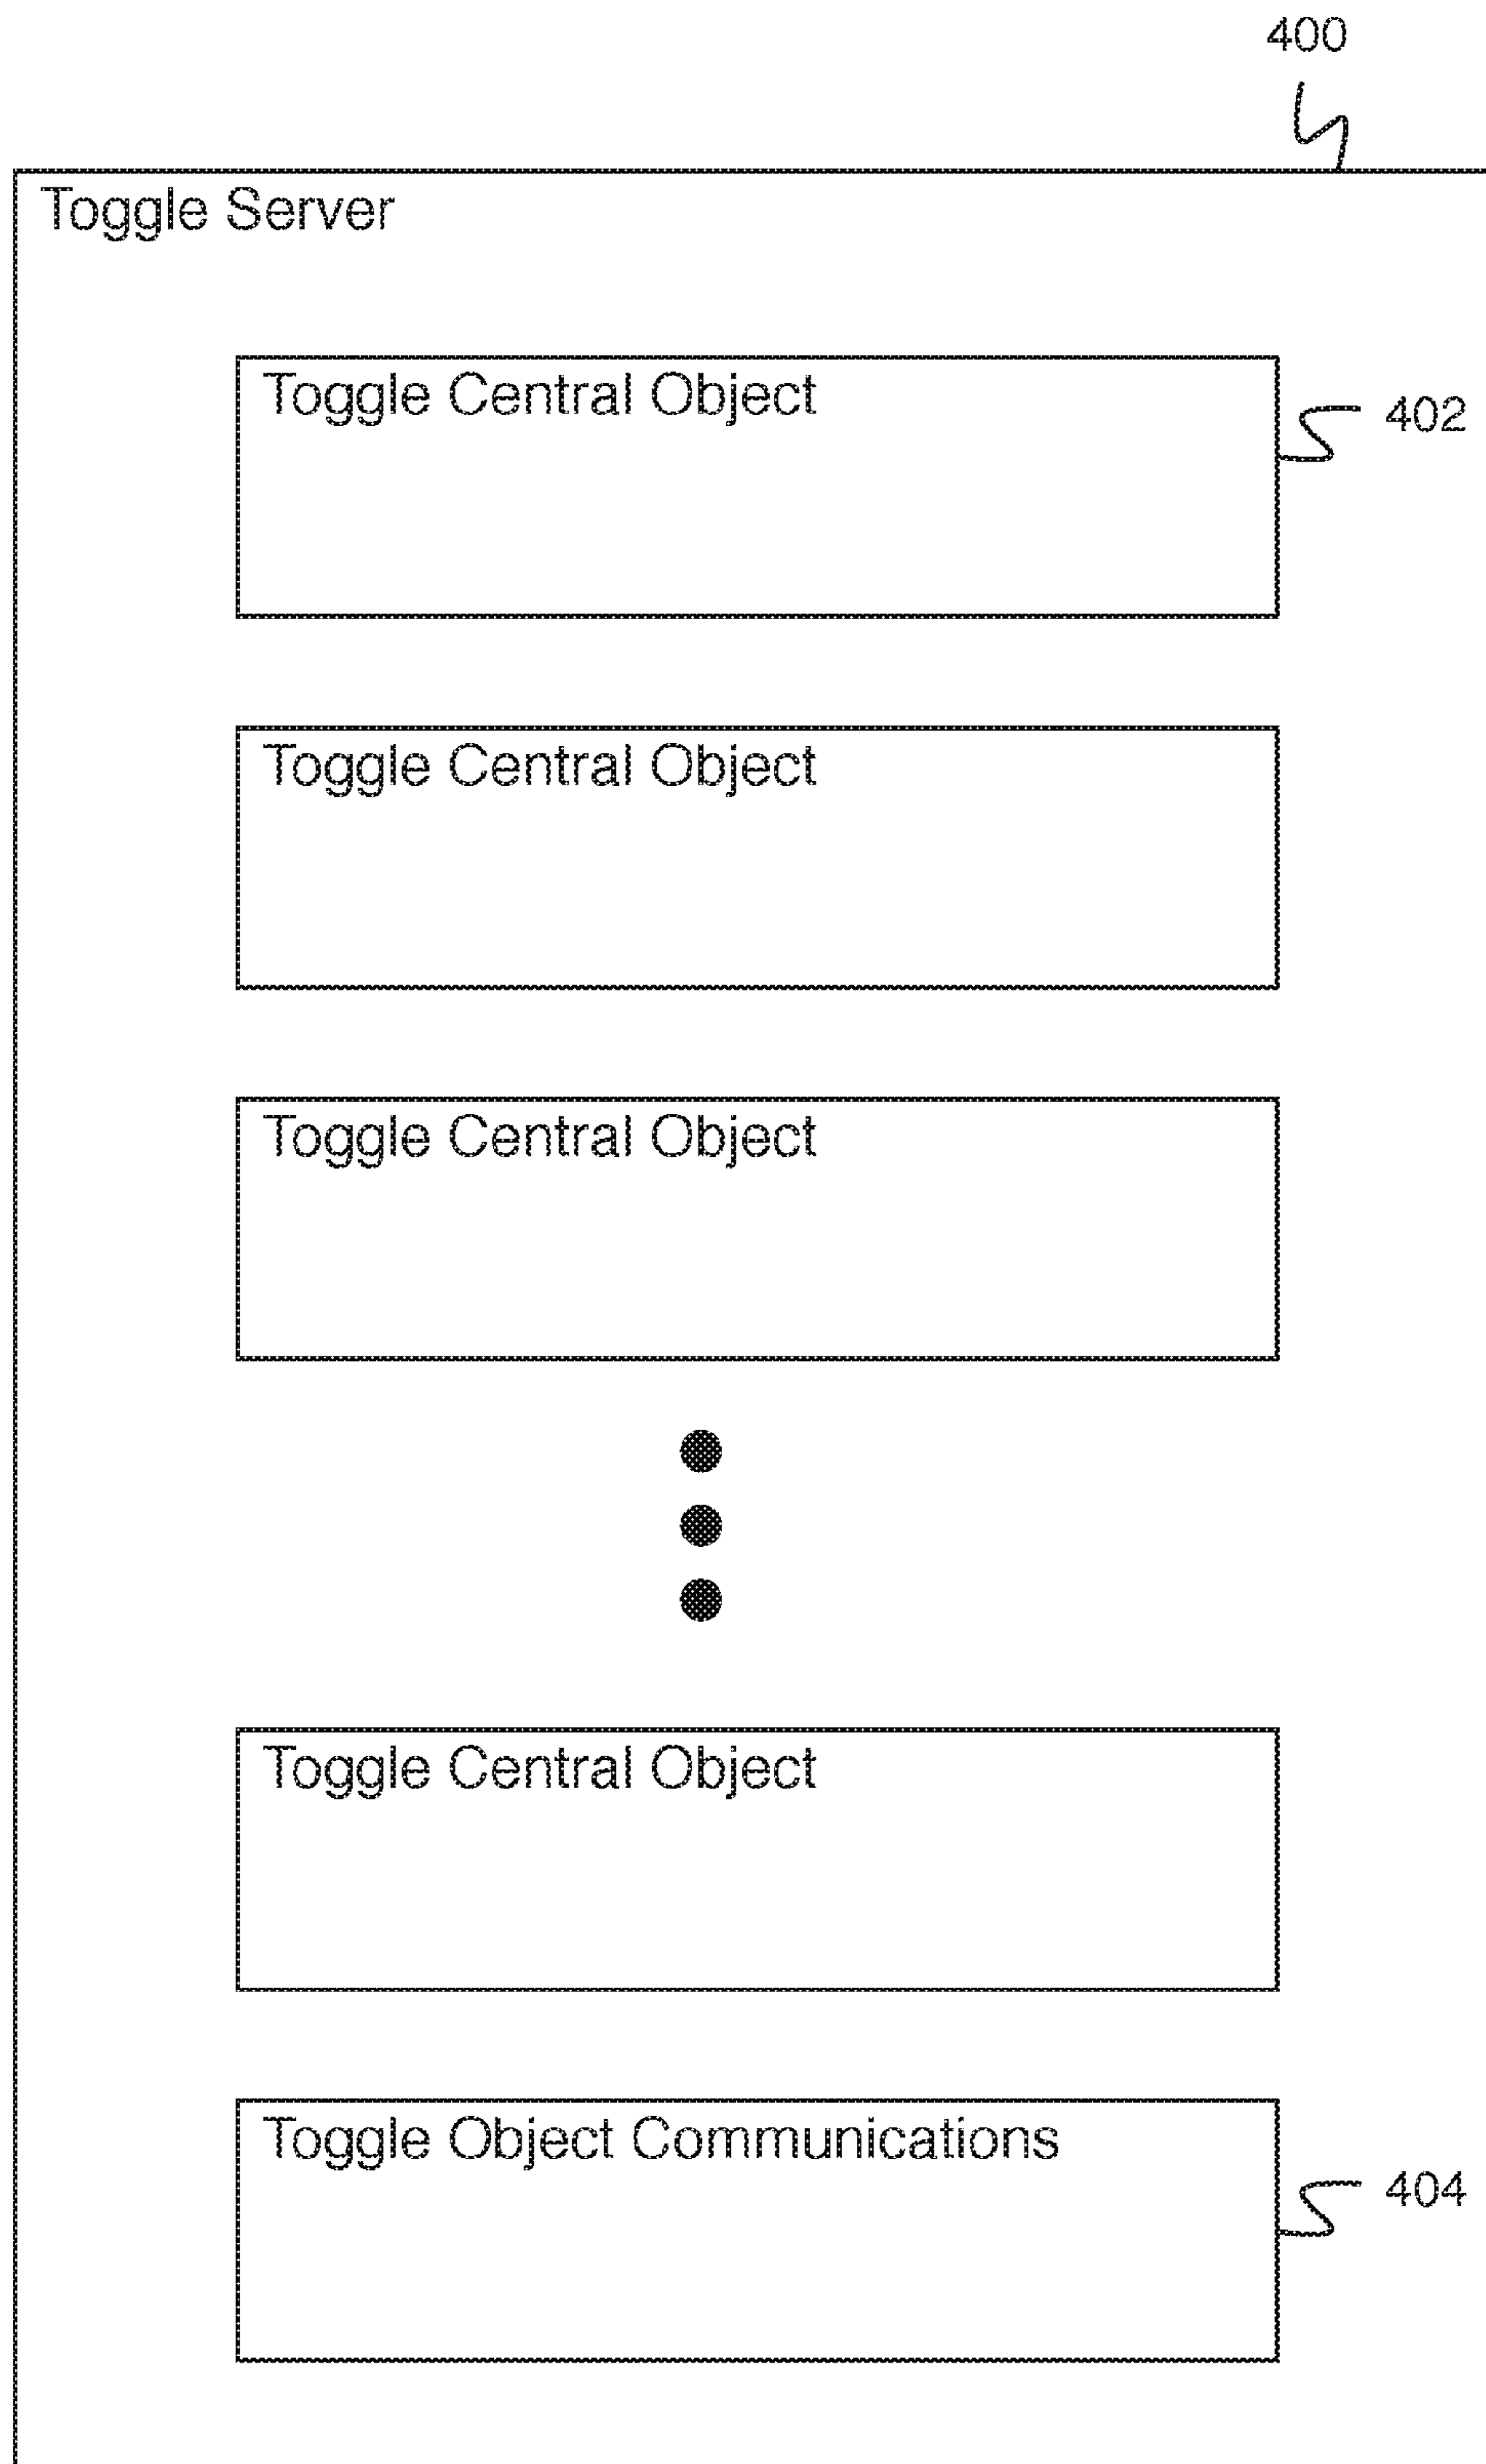 400
Toggle Server
Toggle Central Object
402
Toggle Central Object
Toggle Central Object
Toggle Central Object
Toggle Object Communications
404